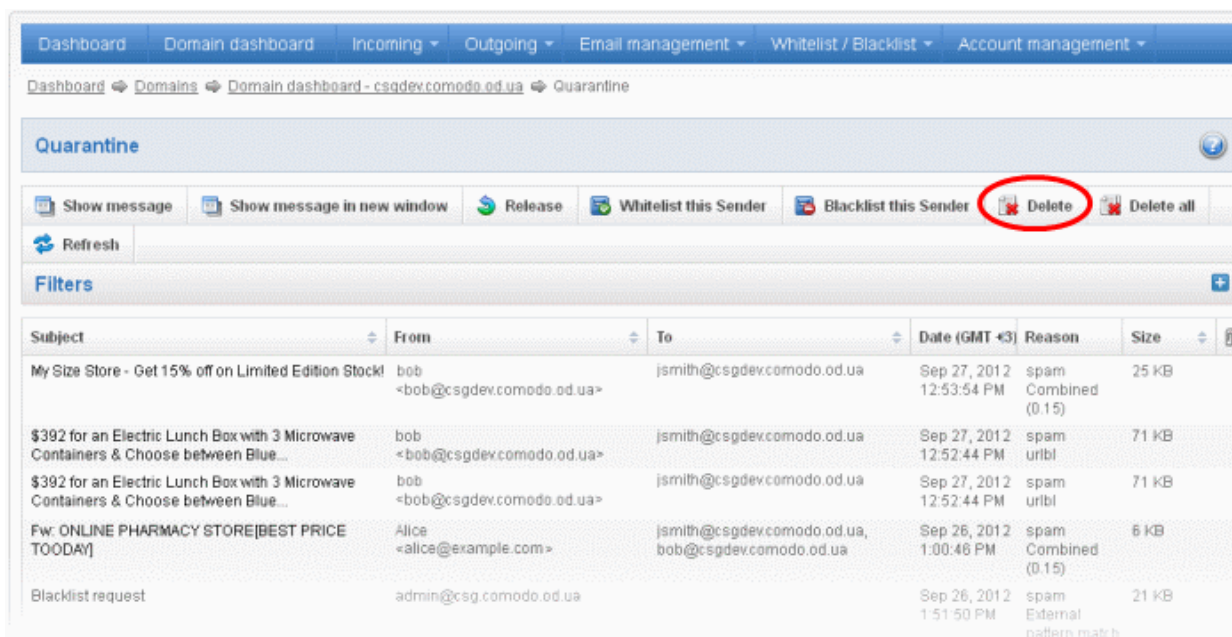 Dashboard Domain dashboard Incoming Outgoing Email management Whitelist / Blacklist Account management
Dashboard Domains Domain dashboard - csgdev.comodo.od.ua Quarantine
Quarantine
Show message Show message in new window Release Whitelist this Sender Blacklist this Sender Delete Delete all
Refresh
Filters
Subject From To Date (GMT +3) Reason Size
My Size Store - Get 15% off on Limited Edition Stock! bob jsmith@csgdev.comodo.od.ua Sep 27, 2012 spam 25 KB
<bob@csgdev.comodo.od.ua> 12:53:54 PM Combined
(0.15)
$392 for an Electric Lunch Box with 3 Microwave bob jsmith@csgdev.comodo.od.ua Sep 27, 2012 spam 71 KB
Containers & Choose between Blue... <bob@csgdev.comodo.od.ua> 12:52:44 PM urlbl
$392 for an Electric Lunch Box with 3 Microwave bob jsmith@csgdev.comodo.od.ua Sep 27, 2012 spam 71 KB
Containers & Choose between Blue... <bob@csgdev.comodo.od.ua> 12:52:44 PM urlbl
Fw: ONLINE PHARMACY STORE[BEST PRICE Alice jsmith@csgdev.comodo.od.ua, Sep 26, 2012 spam 6 KB
TOODAY] <alice@example.com> bob@csgdev.comodo.od.ua 1:00:46 PM Combined
(0.15)
Blacklist request admin@csg.comodo.od.ua Sep 26, 2012 spam 21 KB
1:51:50 PM External
pattern match